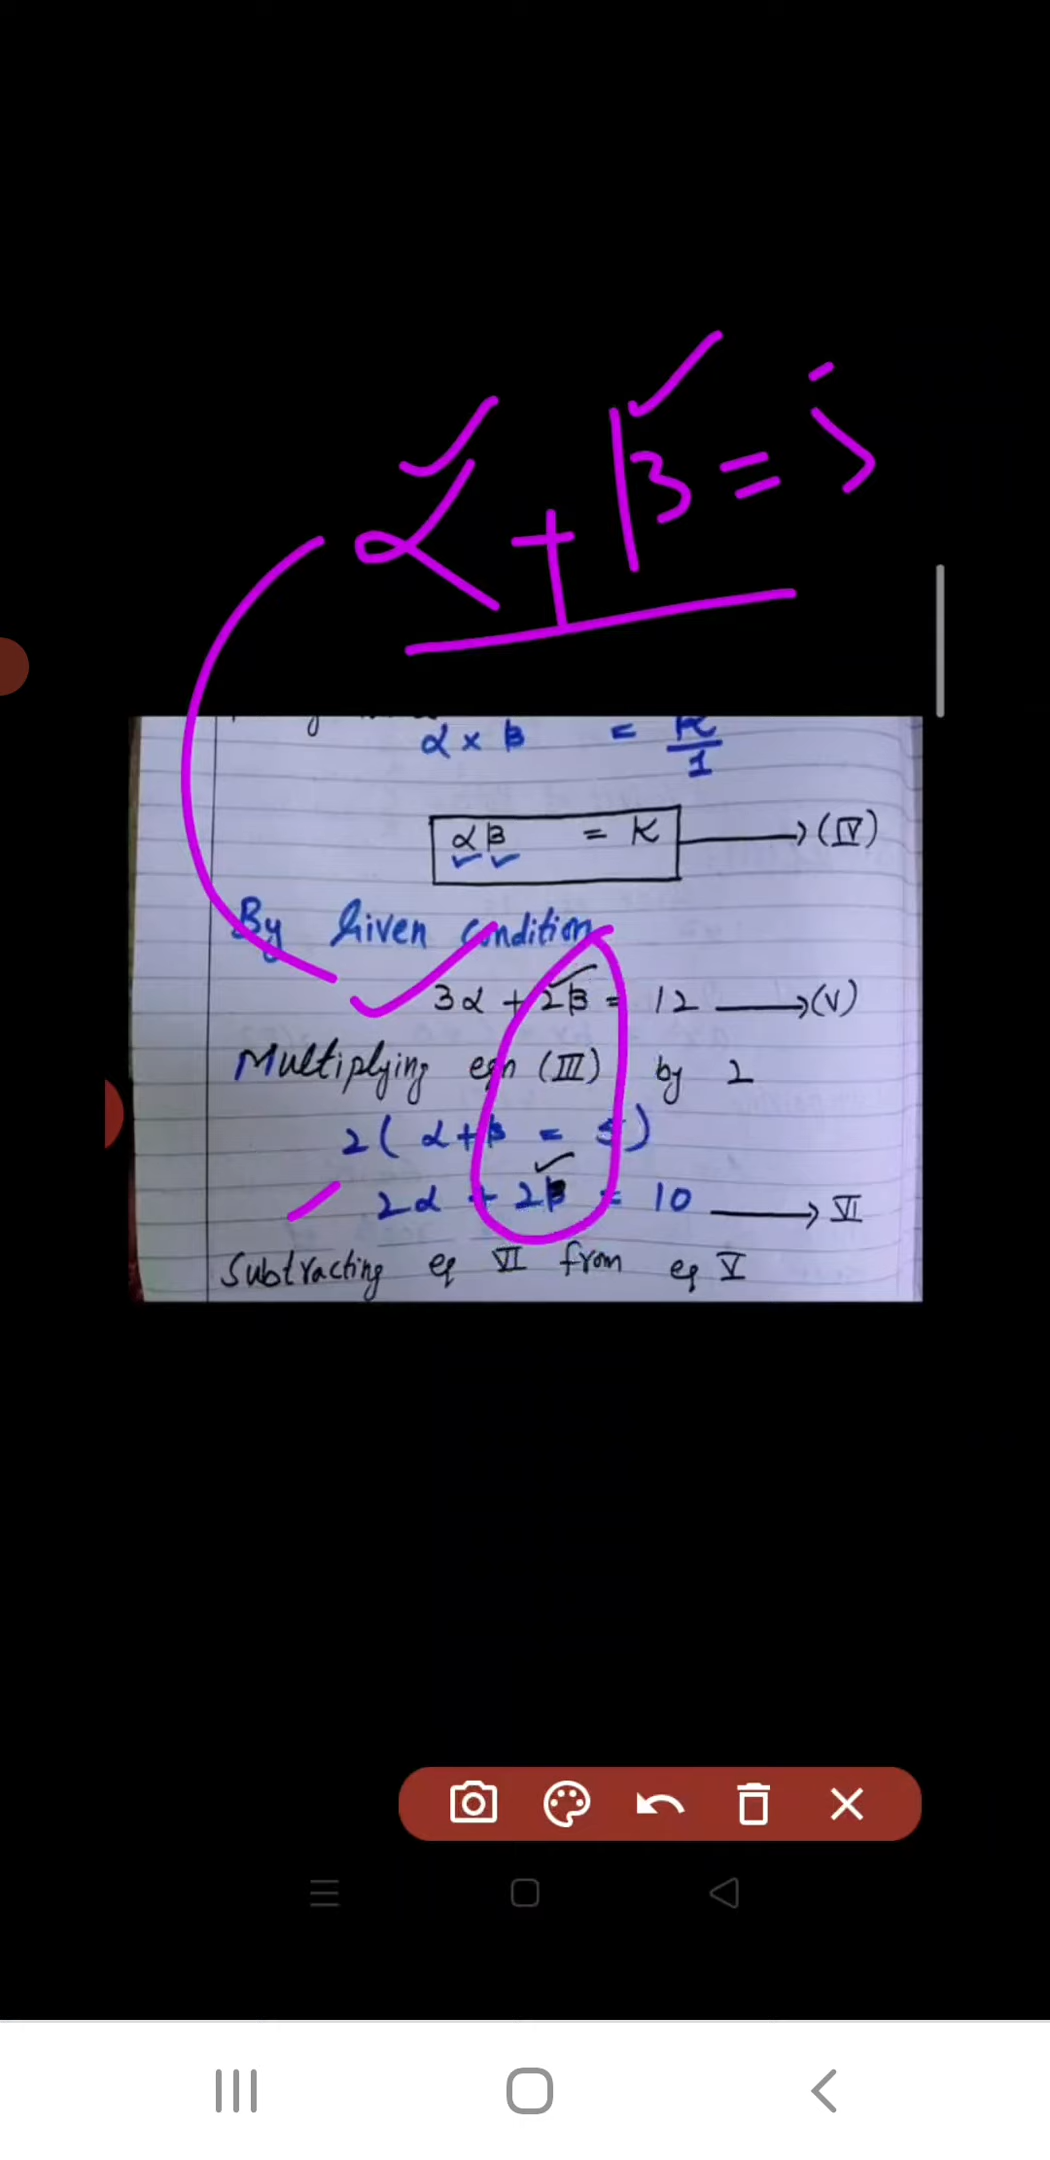 α + β = 5
α × β = K/1
αβ = K → (IV)
By Given condition
3α + 2β = 12 → (V)
Multiplying eqn (III) by 2
2( α+β = 5)
2α + 2β = 10 → VI
Subtracting eq VI from eq V